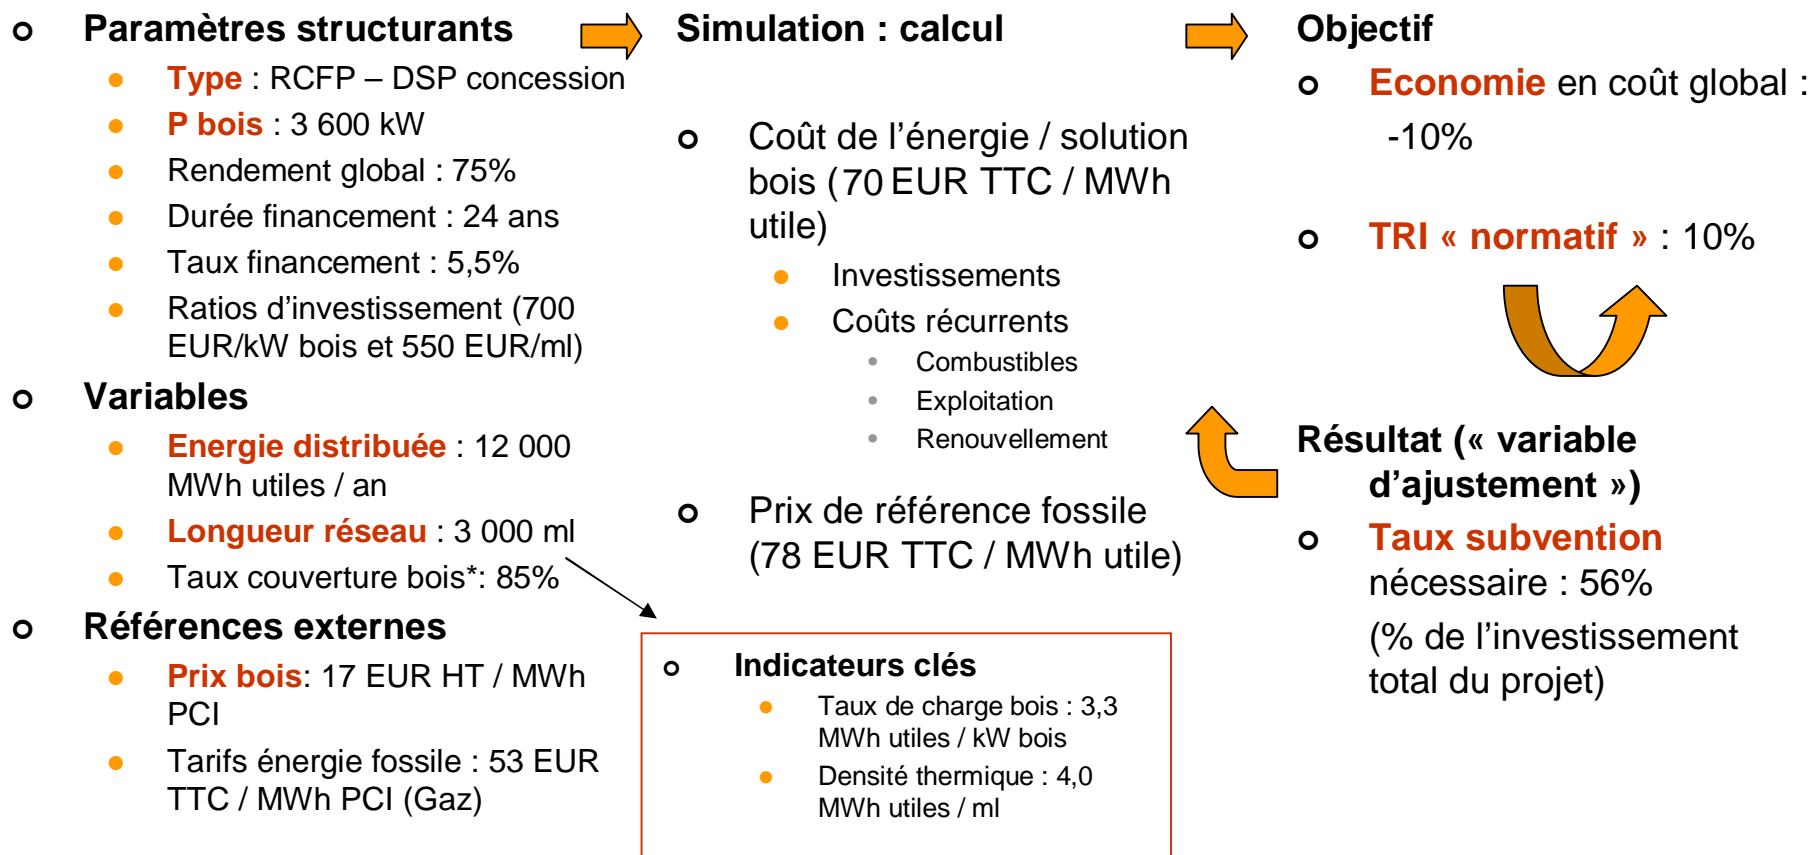 Paramètres structurants
Type : RCFP – DSP concession
P bois : 3 600 kW
Rendement global : 75%
Durée financement : 24 ans
Taux financement : 5,5%
Ratios d’investissement (700
EUR/kW bois et 550 EUR/ml)
Variables
Energie distribuée : 12 000
MWh utiles / an
Longueur réseau : 3 000 ml
Taux couverture bois*: 85%
Références externes
Prix bois: 17 EUR HT / MWh
PCI
Tarifs énergie fossile : 53 EUR
TTC / MWh PCI (Gaz)
Simulation : calcul
Coût de l’énergie / solution
bois (70 EUR TTC / MWh
utile)
Investissements
Coûts récurrents
Combustibles
Exploitation
Renouvellement
Prix de référence fossile
(78 EUR TTC / MWh utile)
Indicateurs clés
Taux de charge bois : 3,3
MWh utiles / kW bois
Densité thermique : 4,0
MWh utiles / ml
Objectif
Economie en coût global :
-10%
TRI « normatif » : 10%
Résultat (« variable
d’ajustement »)
Taux subvention
nécessaire : 56%
(% de l’investissement
total du projet)